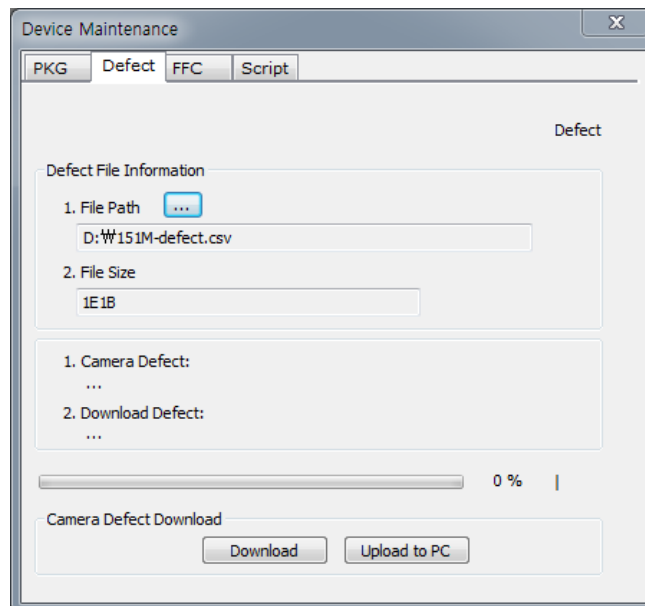 Device Maintenance x
PKG Defect FFC Script
Defect
Defect File Information
1. File Path ...
D:₩151M-defect.csv
2. File Size
1E1B
1. Camera Defect:
...
2. Download Defect:
...
0 %
Camera Defect Download
Download Upload to PC